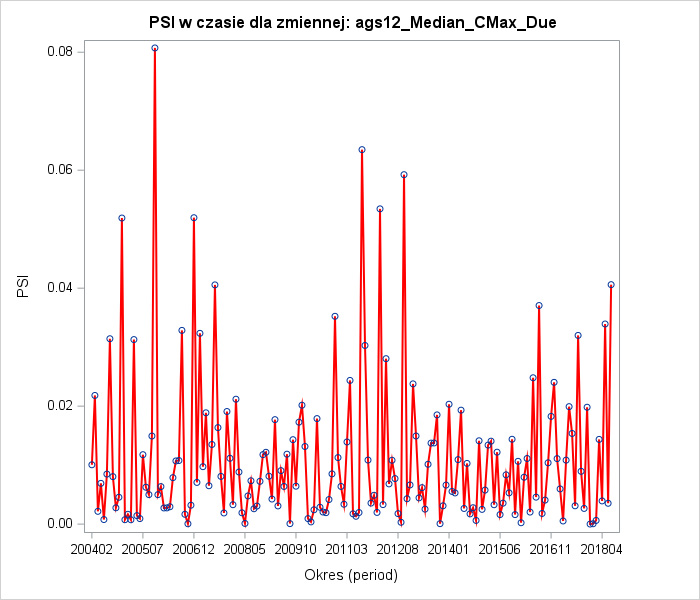 PSI w czasie dla zmiennej: ags12_Median_CMax_Due
0.08
0.06
PSI
0.04
0.02
0.00
200402 200507 200612 200805 200910 201103 201208 201401 201506 201611 201804
Okres (period)